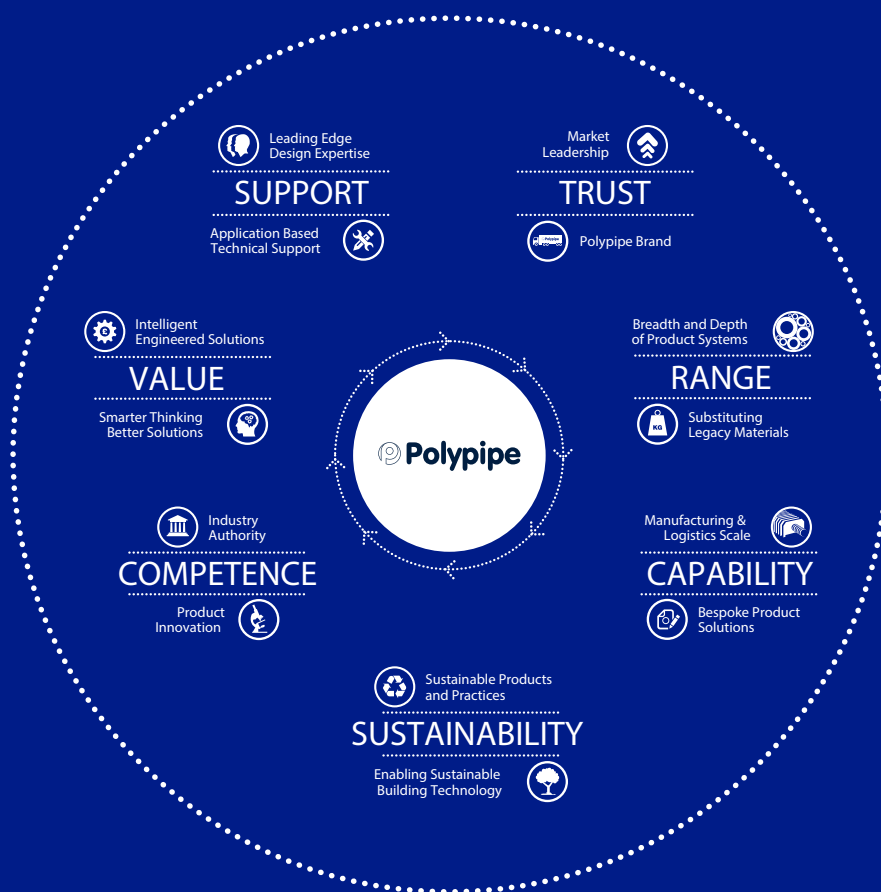 Leading Edge
Design Expertise
SUPPORT
Application Based
Technical Support
Market
Leadership
TRUST
Polypipe
Polypipe Brand
Intelligent
Engineered Solutions
£
VALUE
Smarter Thinking
Better Solutions
Breadth and Depth
of Product Systems
RANGE
KG
Substituting
Legacy Materials
Polypipe
Industry
Authority
COMPETENCE
Product
Innovation
Manufacturing &
Logistics Scale
CAPABILITY
Bespoke Product
Solutions
Sustainable Products
and Practices
SUSTAINABILITY
Enabling Sustainable
Building Technology